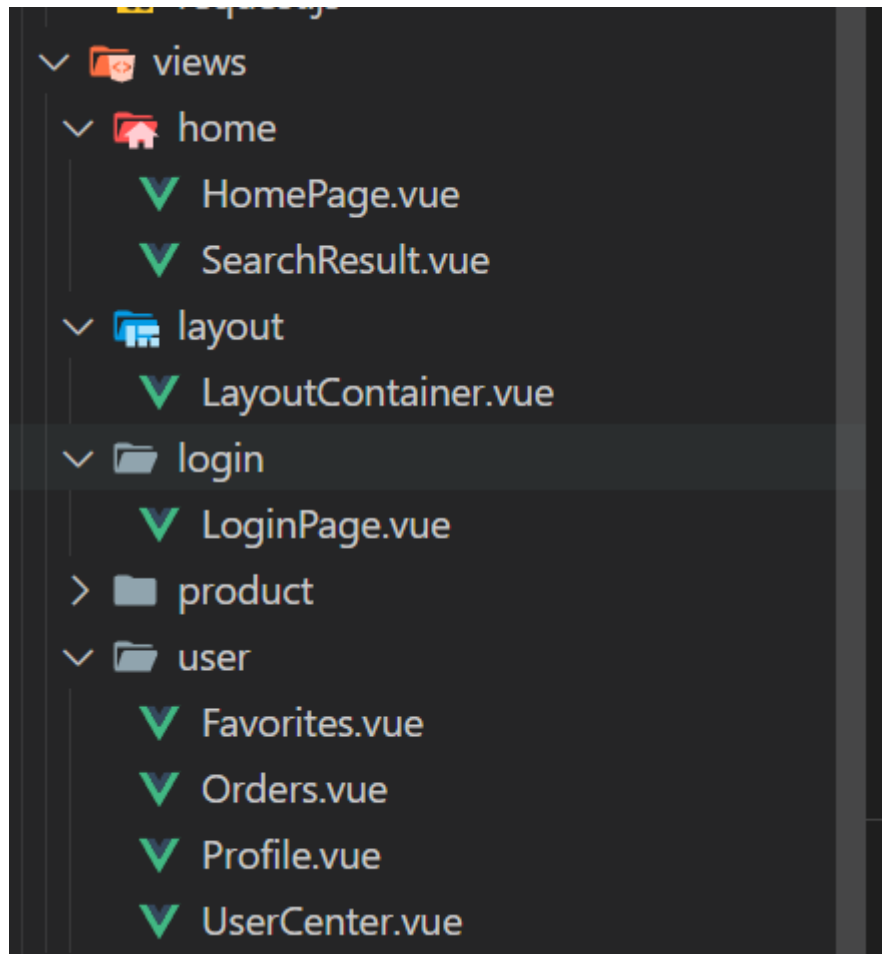 views
home
HomePage.vue
SearchResult.vue
layout
LayoutContainer.vue
login
LoginPage.vue
product
user
Favorites.vue
Orders.vue
Profile.vue
UserCenter.vue